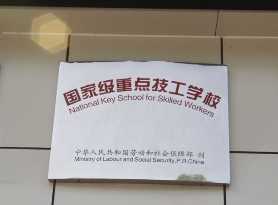 国家级重点技工学校
National Key School for Skilled Workers
中华人民共和国劳动和社会保障部 制
Ministry of Labour and Social Security,P.R.China